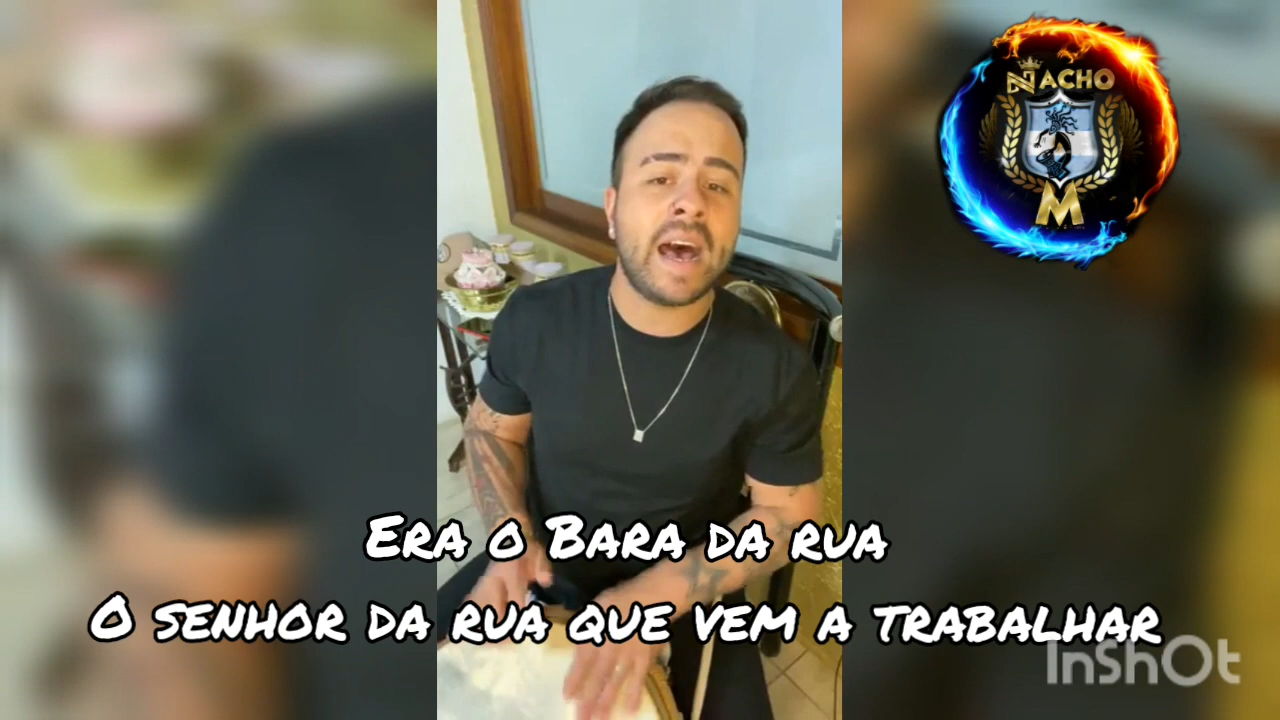 NACHO
M
Era o Bara da rua
O senhor da rua que vem a trabalhar
InShOt